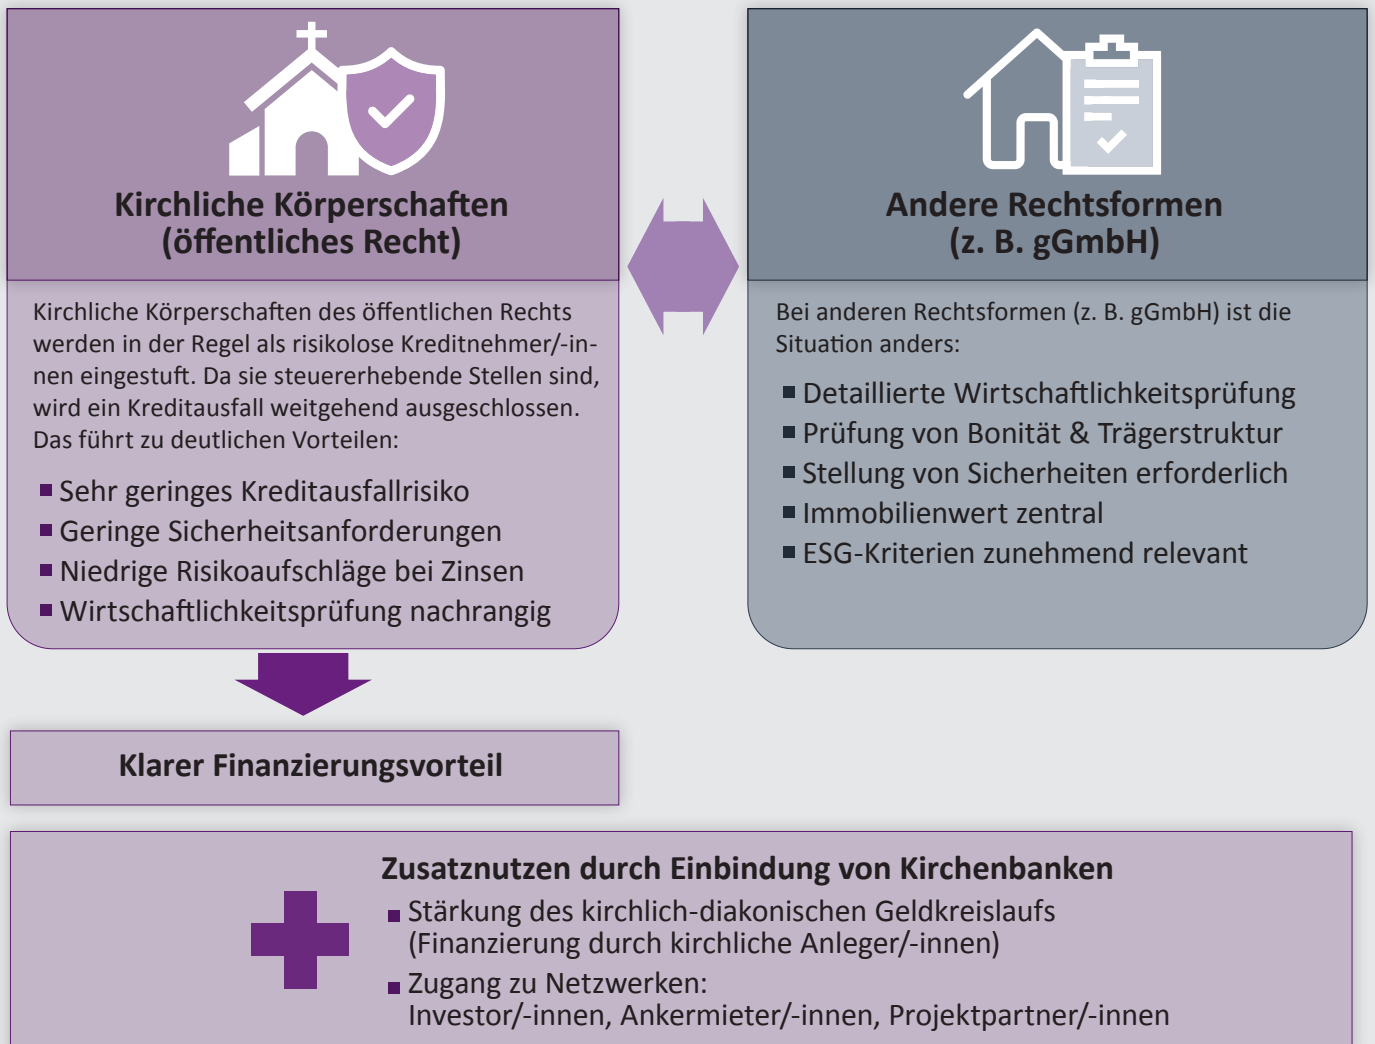 Kirchliche Körperschaften
(öffentliches Recht)
Kirchliche Körperschaften des öffentlichen Rechts
werden in der Regel als risikolose Kreditnehmer/-in-
nen eingestuft. Da sie steuererhebende Stellen sind,
wird ein Kreditausfall weitgehend ausgeschlossen.
Das führt zu deutlichen Vorteilen:
Sehr geringes Kreditausfallrisiko
Geringe Sicherheitsanforderungen
Niedrige Risikoaufschläge bei Zinsen
Wirtschaftlichkeitsprüfung nachrangig
Andere Rechtsformen
(z. B. gGmbH)
Bei anderen Rechtsformen (z. B. gGmbH) ist die
Situation anders:
Detaillierte Wirtschaftlichkeitsprüfung
Prüfung von Bonität & Trägerstruktur
Stellung von Sicherheiten erforderlich
Immobilienwert zentral
ESG-Kriterien zunehmend relevant
Klarer Finanzierungsvorteil
Zusatznutzen durch Einbindung von Kirchenbanken
Stärkung des kirchlich-diakonischen Geldkreislaufs
(Finanzierung durch kirchliche Anleger/-innen)
Zugang zu Netzwerken:
Investor/-innen, Ankermieter/-innen, Projektpartner/-innen